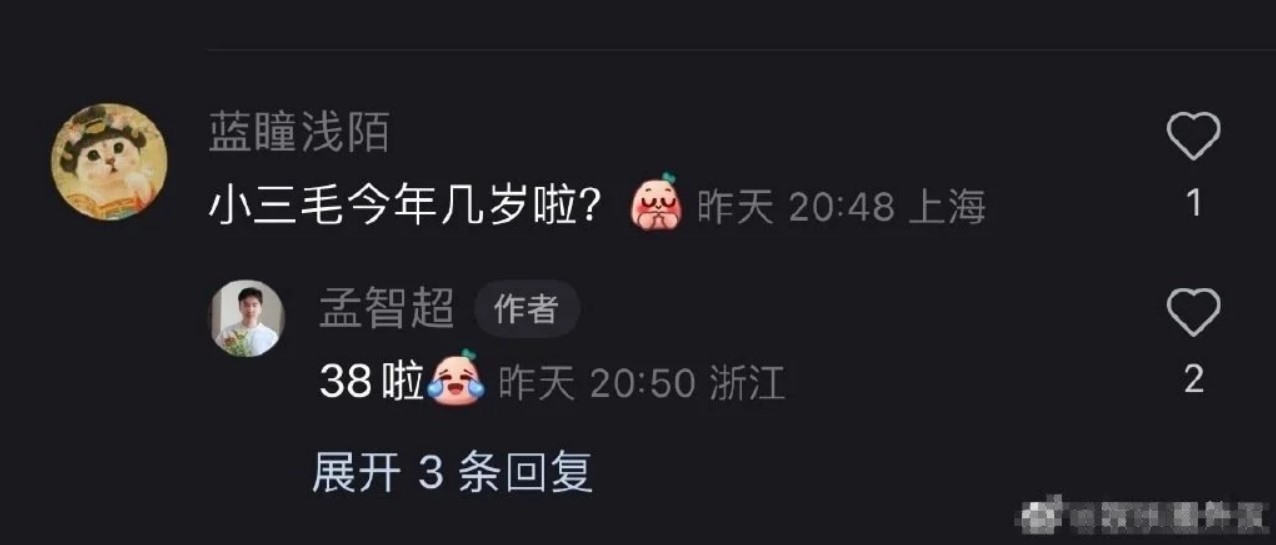 蓝瞳浅陌
小三毛今年几岁啦? 昨天 20:48 上海
1
孟智超 作者
38啦 昨天 20:50 浙江
2
展开 3 条回复